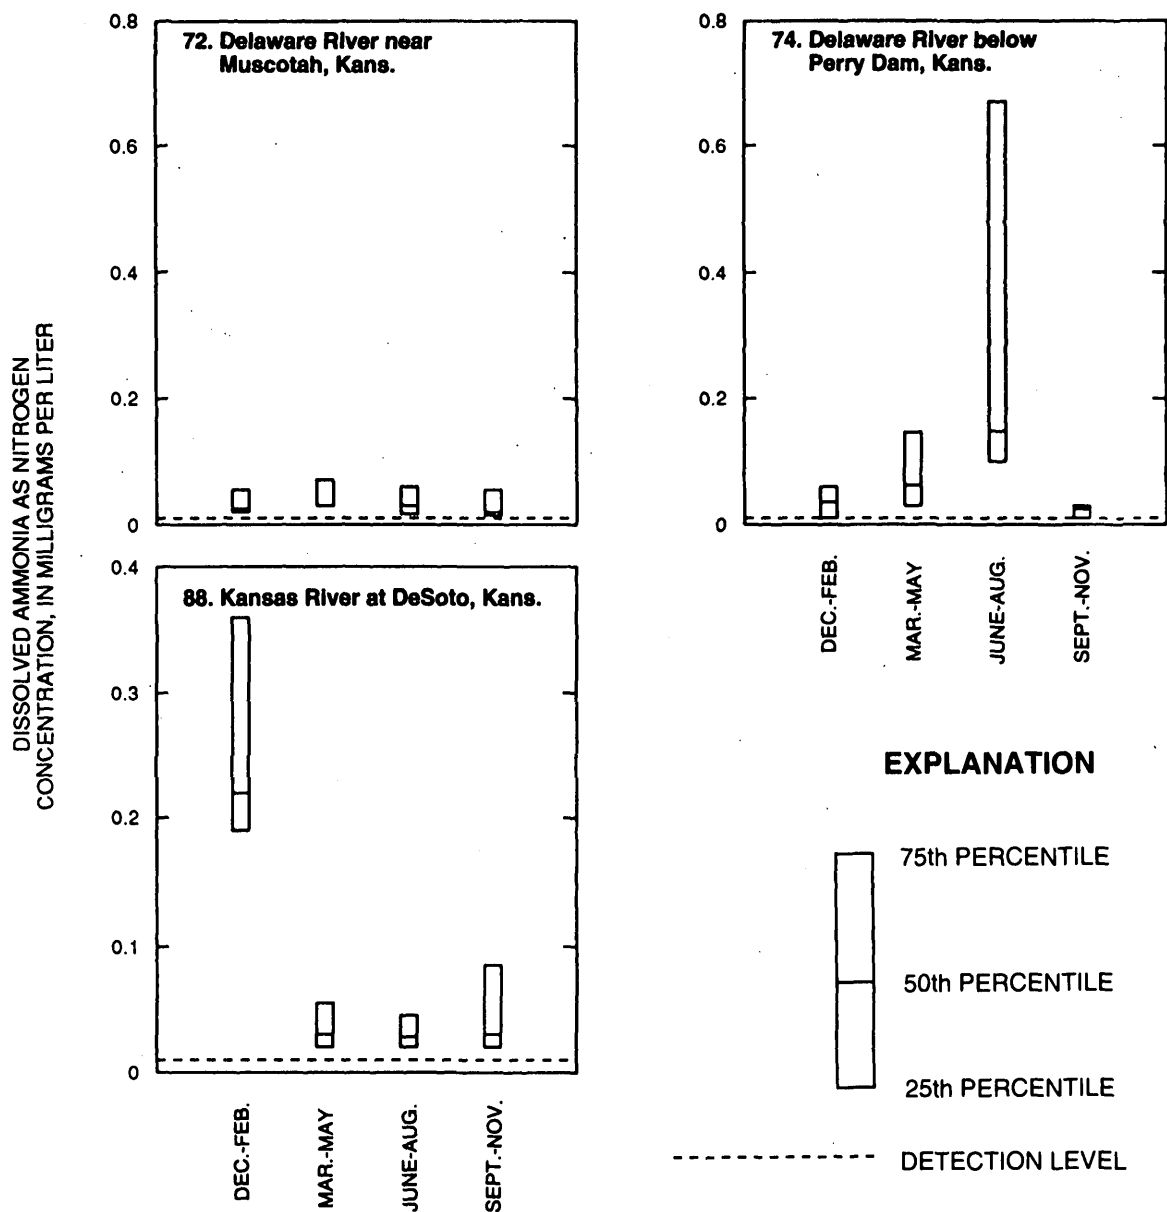 DISSOLVED AMMONIA AS NITROGEN
CONCENTRATION, IN MILLIGRAMS PER LITER
72. Delaware River near
Muscotah, Kans.
0.8
0.6
0.4
0.2
0
74. Delaware River below
Perry Dam, Kans.
0.8
0.6
0.4
0.2
0
DEC.-FEB.
MAR.-MAY
JUNE-AUG.
SEPT.-NOV.
88. Kansas River at DeSoto, Kans.
0.4
0.3
0.2
0.1
0
DEC.-FEB.
MAR.-MAY
JUNE-AUG.
SEPT.-NOV.
EXPLANATION
75th PERCENTILE
50th PERCENTILE
25th PERCENTILE
DETECTION LEVEL